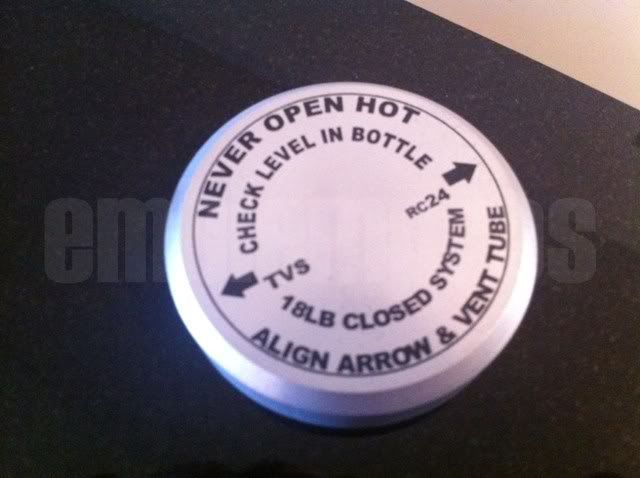 NEVER OPEN HOT
CHECK LEVEL IN BOTTLE
RC24
TVS
18LB CLOSED SYSTEM
ALIGN ARROW & VENT TUBE